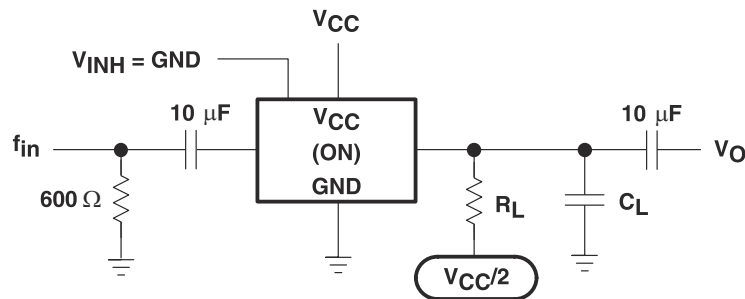 VCC
VINH = GND
10 μF
VCC
(ON)
GND
10 μF
fin
VO
600 Ω
RL
CL
VCC/2